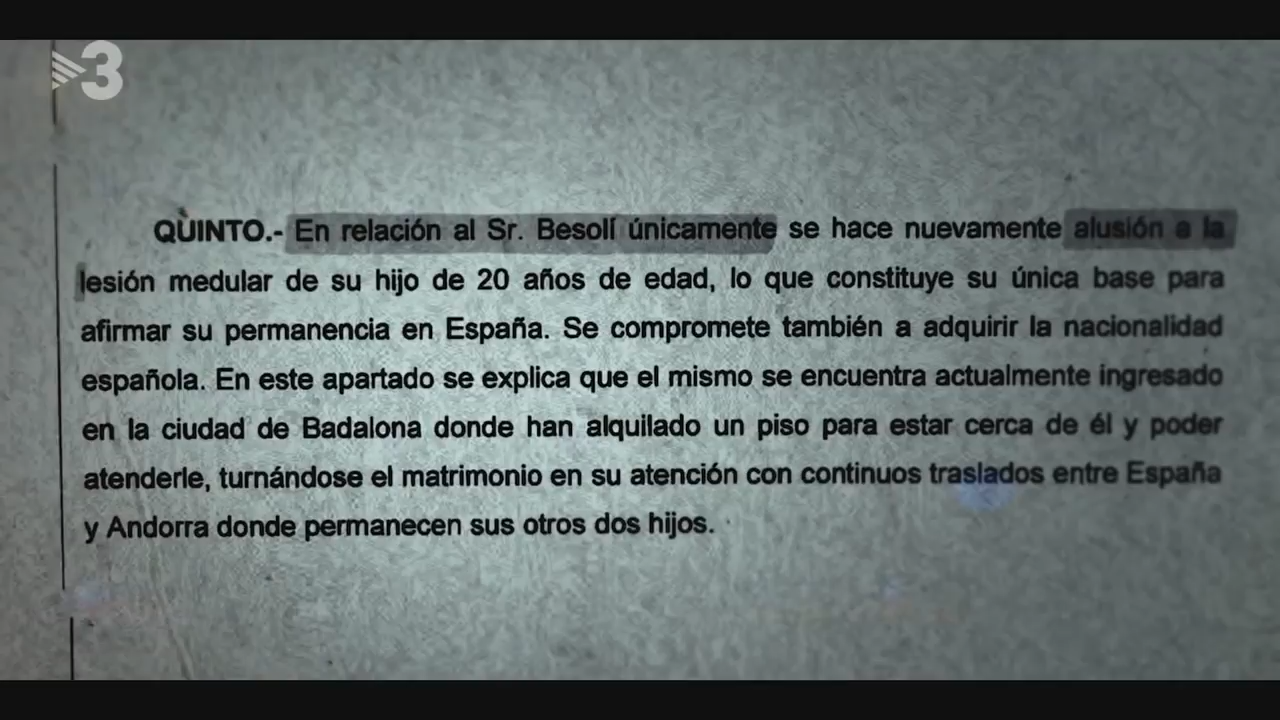 3
QUINTO.- En relación al Sr. Besolí únicamente se hace nuevamente alusión a la
lesión medular de su hijo de 20 años de edad, lo que constituye su única base para
afirmar su permanencia en España. Se compromete también a adquirir la nacionalidad
española. En este apartado se explica que el mismo se encuentra actualmente ingresado
en la ciudad de Badalona donde han alquilado un piso para estar cerca de él y poder
atenderle, turnándose el matrimonio en su atención con continuos traslados entre España
y Andorra donde permanecen sus otros dos hijos.